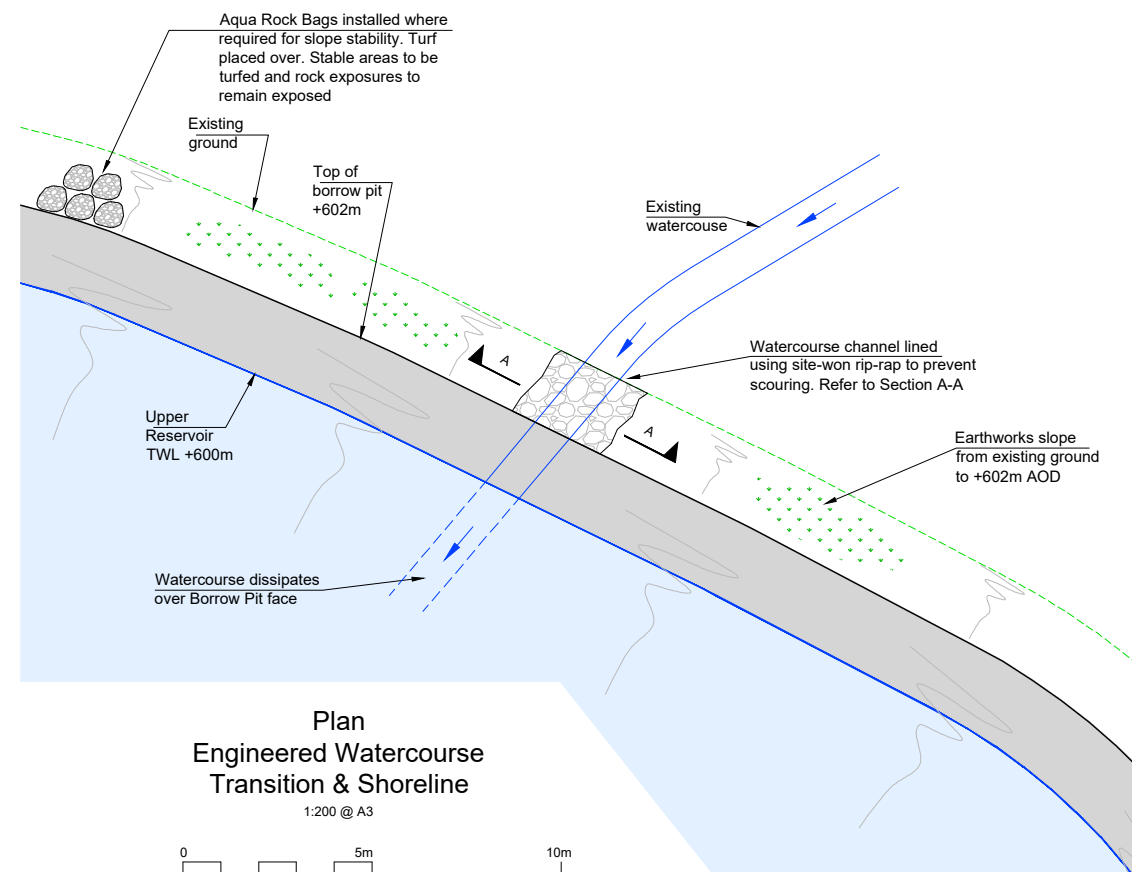 Aqua Rock Bags installed where
required for slope stability. Turf
placed over. Stable areas to be
turfed and rock exposures to
remain exposed
Existing
ground
Top of
borrow pit
+602m
Existing
watercouse
A
Watercourse channel lined
using site-won rip-rap to prevent
scouring. Refer to Section A-A
Upper
Reservoir
TWL +600m
A
Earthworks slope
from existing ground
to +602m AOD
Watercourse dissipates
over Borrow Pit face
Plan
Engineered Watercourse
Transition & Shoreline
1:200 @ A3
0 5m 10m